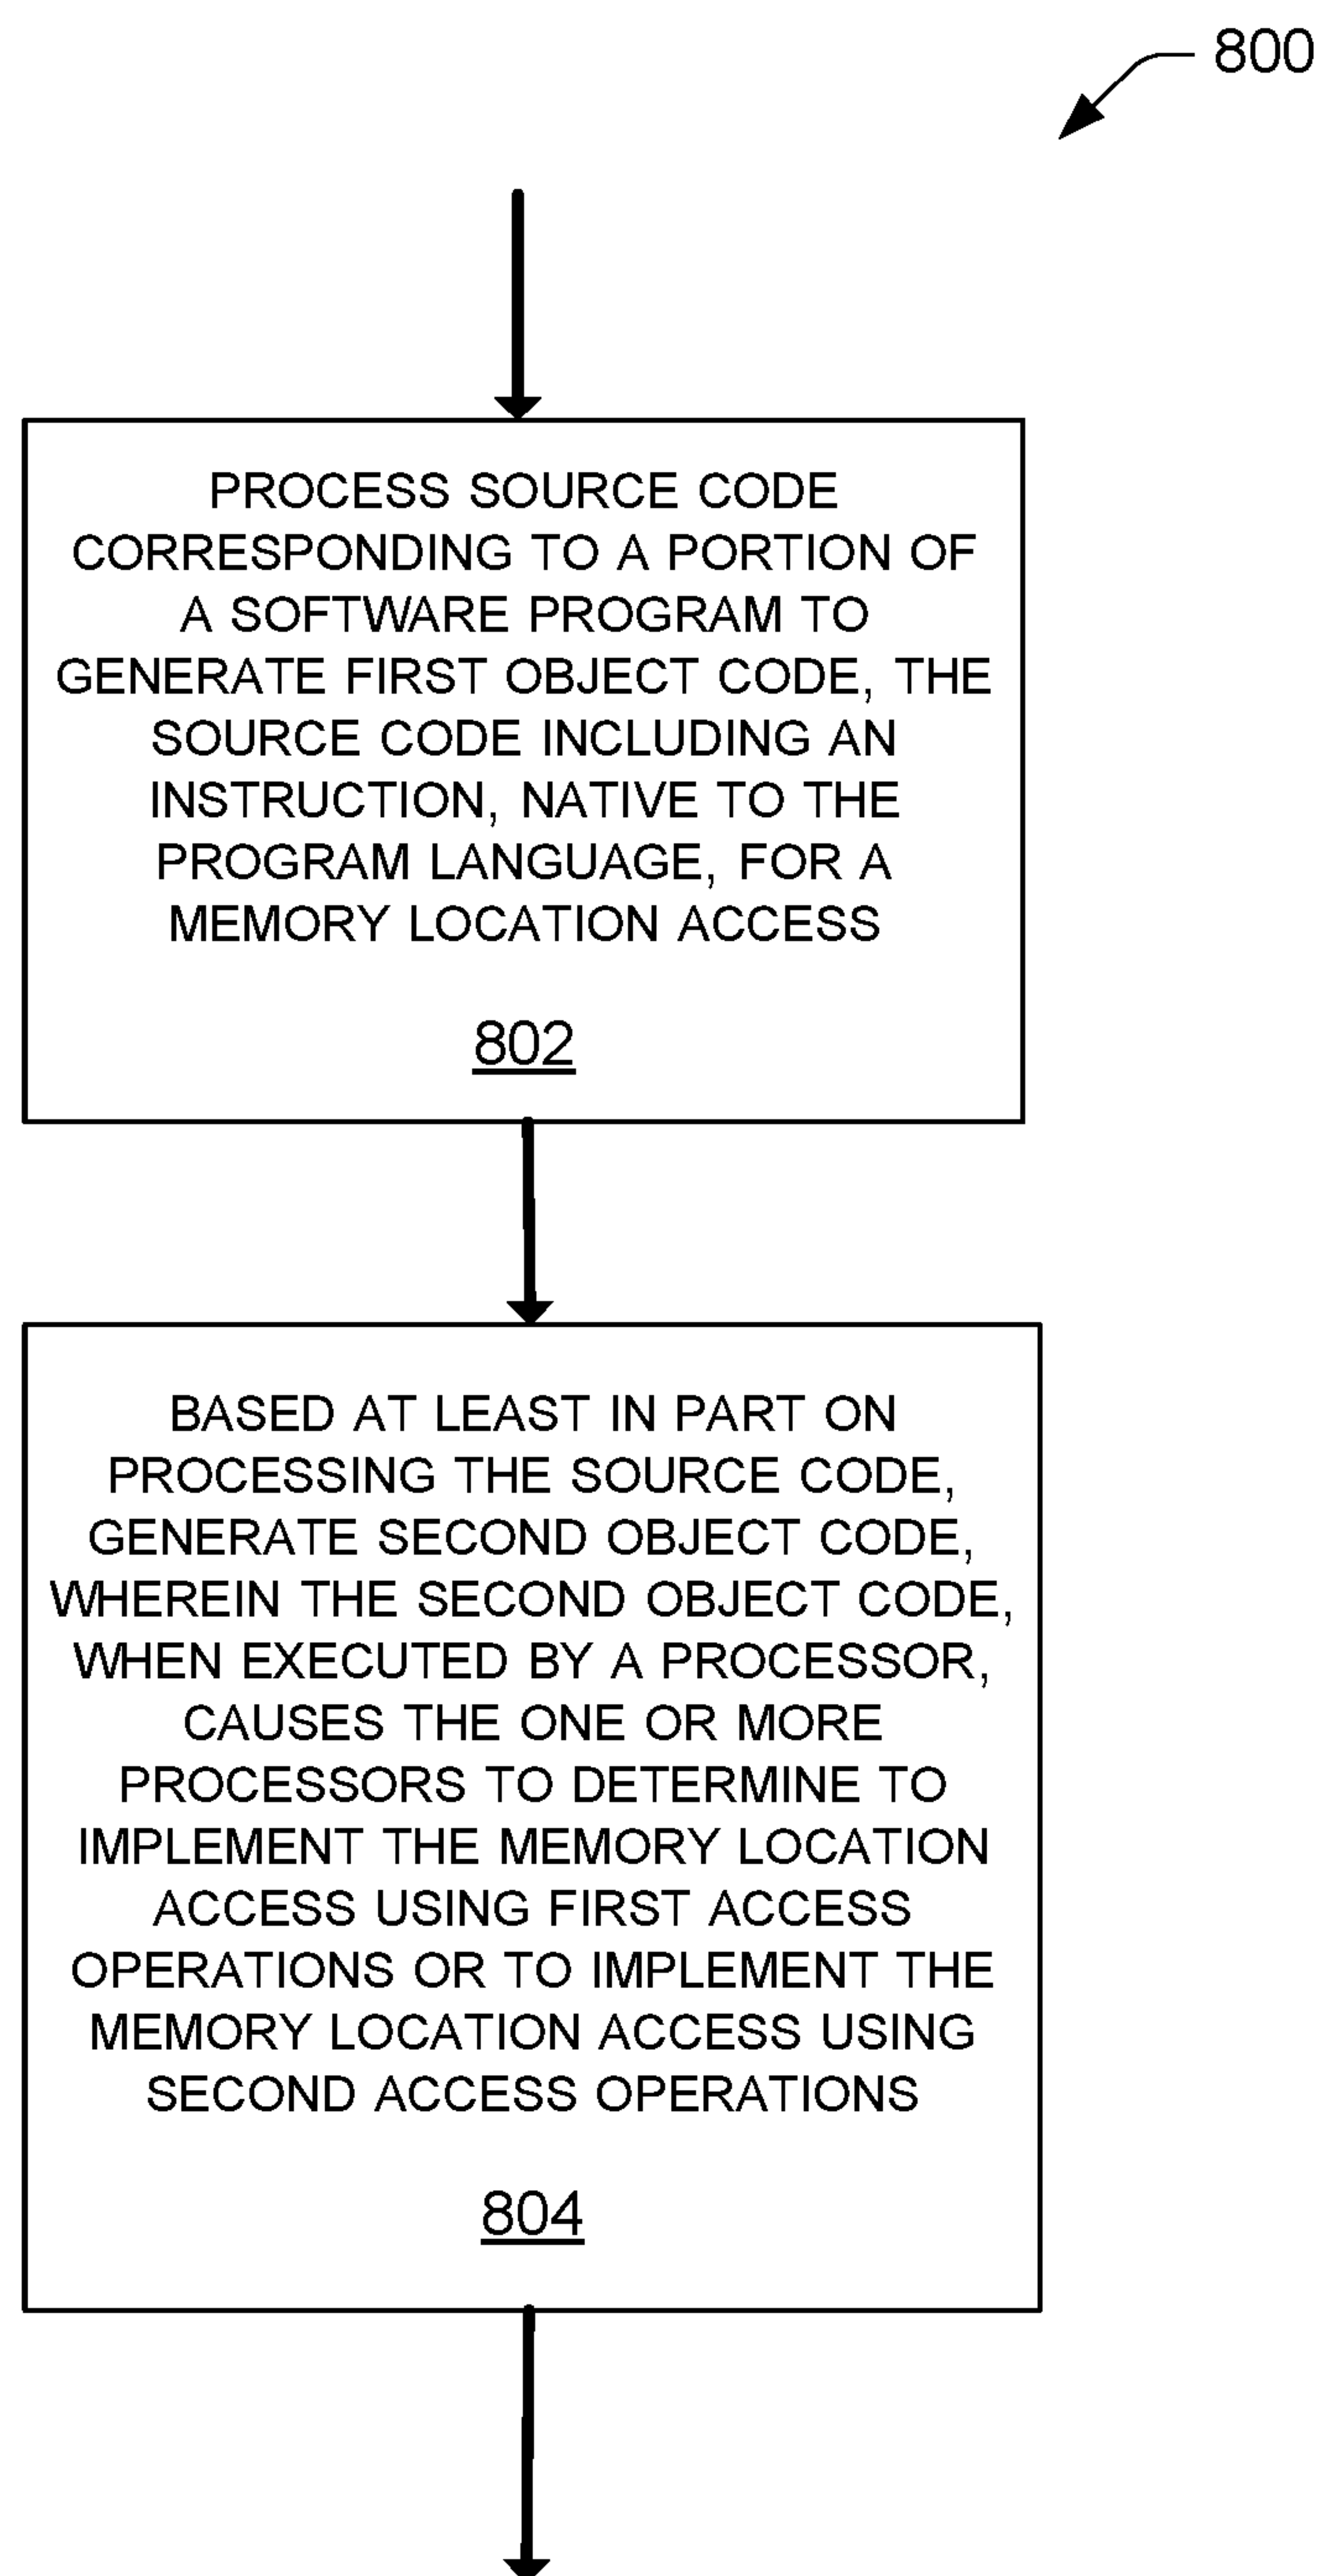 800
PROCESS SOURCE CODE
CORRESPONDING TO A PORTION OF
A SOFTWARE PROGRAM TO
GENERATE FIRST OBJECT CODE, THE
SOURCE CODE INCLUDING AN
INSTRUCTION, NATIVE TO THE
PROGRAM LANGUAGE, FOR A
MEMORY LOCATION ACCESS
802
BASED AT LEAST IN PART ON
PROCESSING THE SOURCE CODE,
GENERATE SECOND OBJECT CODE,
WHEREIN THE SECOND OBJECT CODE,
WHEN EXECUTED BY A PROCESSOR,
CAUSES THE ONE OR MORE
PROCESSORS TO DETERMINE TO
IMPLEMENT THE MEMORY LOCATION
ACCESS USING FIRST ACCESS
OPERATIONS OR TO IMPLEMENT THE
MEMORY LOCATION ACCESS USING
SECOND ACCESS OPERATIONS
804